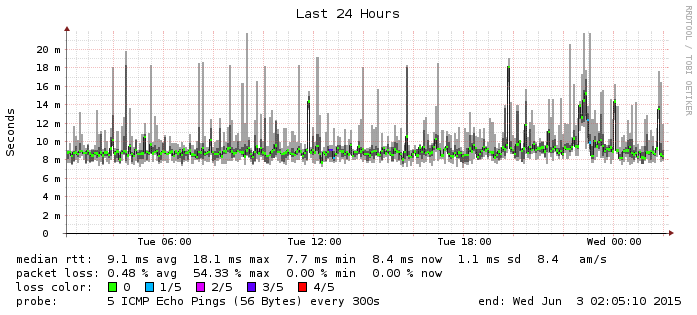 Last 24 Hours
RRDTOOL / TOBI OETIKER
Seconds
20 m
18 m
16 m
14 m
12 m
10 m
8 m
6 m
4 m
2 m
0
Tue 06:00 Tue 12:00 Tue 18:00 Wed 00:00
median rtt: 9.1 ms avg 18.1 ms max 7.7 ms min 8.4 ms now 1.1 ms sd 8.4 am/s
packet loss: 0.48 % avg 54.33 % max 0.00 % min 0.00 % now
loss color: 0 1/5 2/5 3/5 4/5
probe: 5 ICMP Echo Pings (56 Bytes) every 300s end: Wed Jun 3 02:05:10 2015